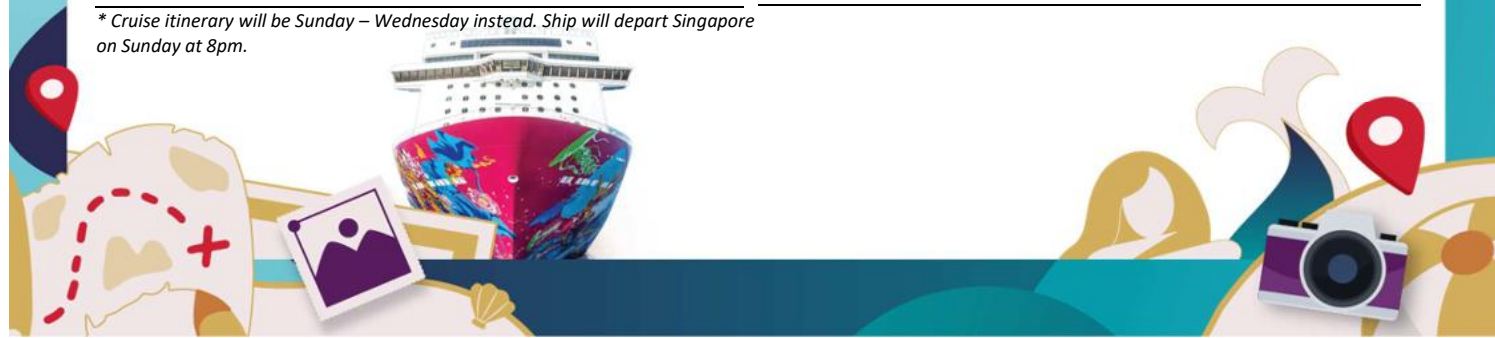 * Cruise itinerary will be Sunday – Wednesday instead. Ship will depart Singapore
on Sunday at 8pm.